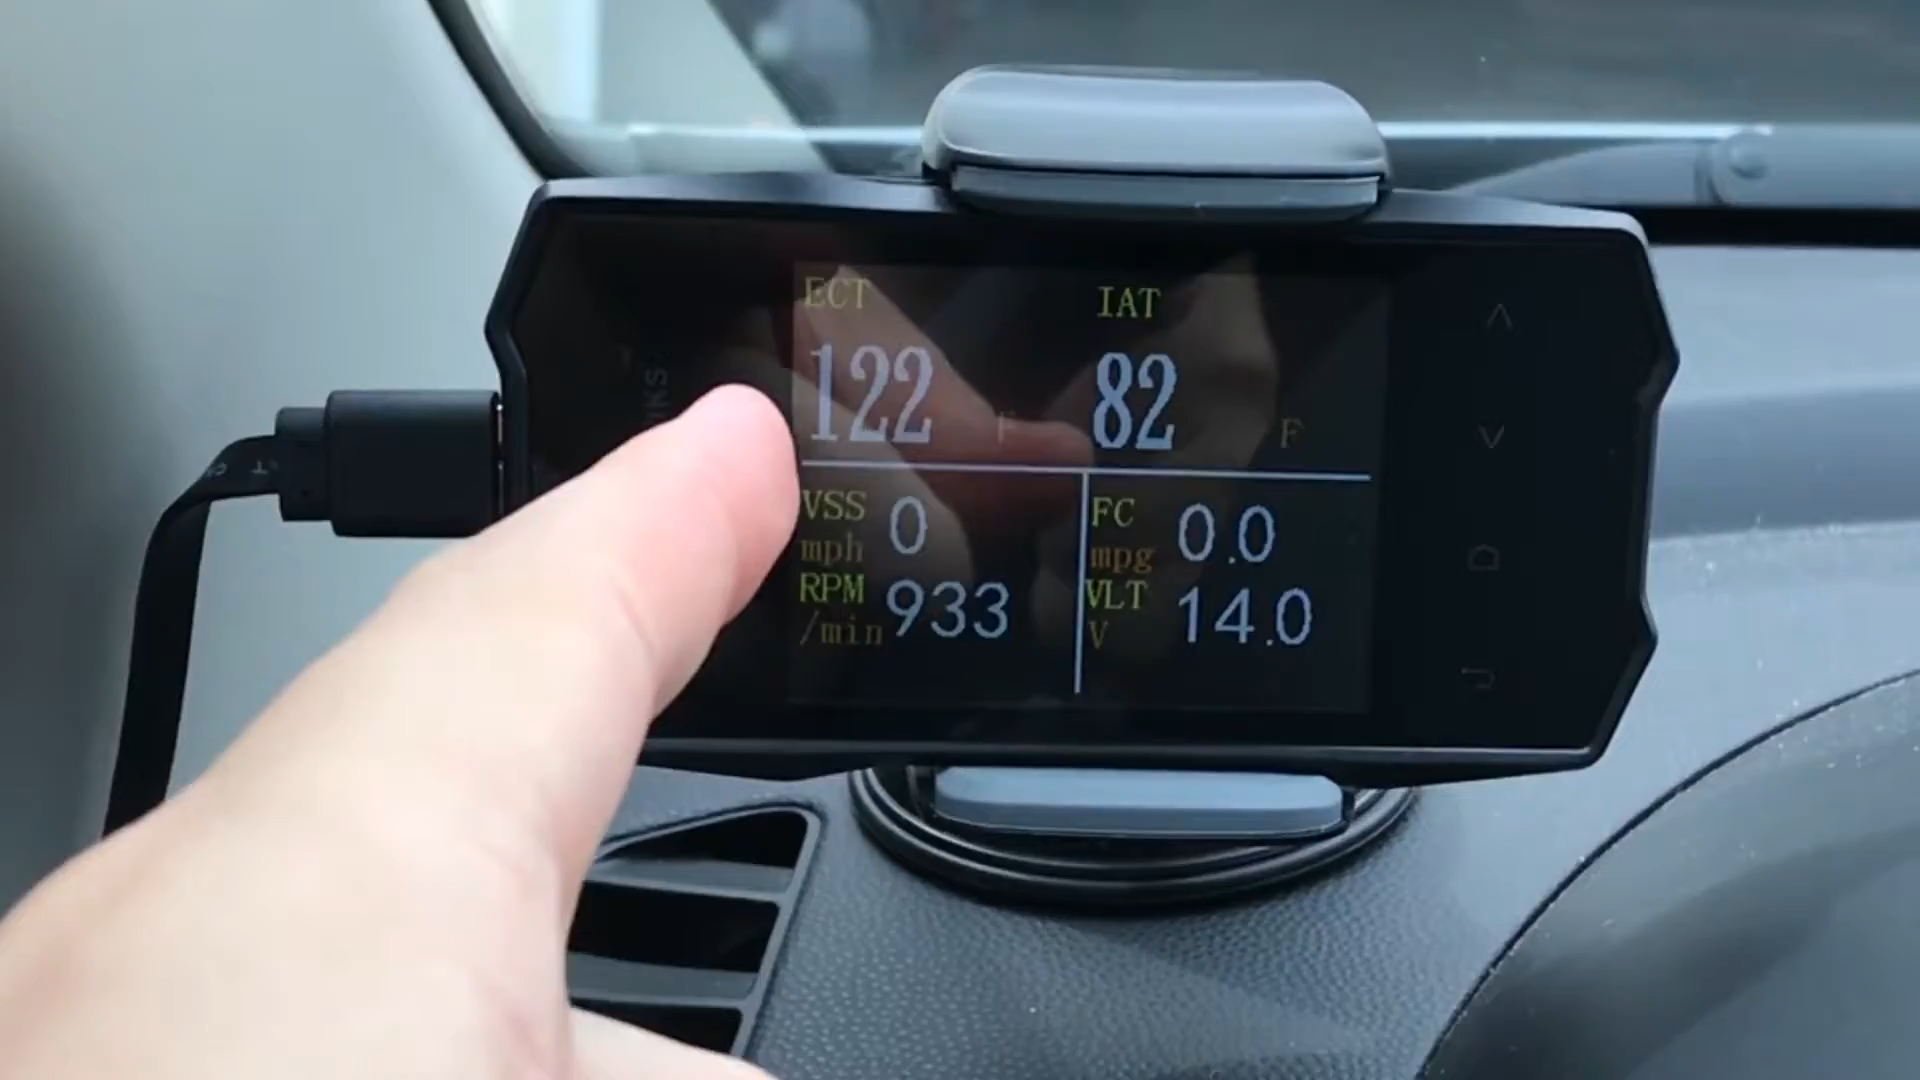 ECT IAT
122 F 82 F
VSS 0 FC 0.0
mph mpg
RPM 933 VLT 14.0
/min V